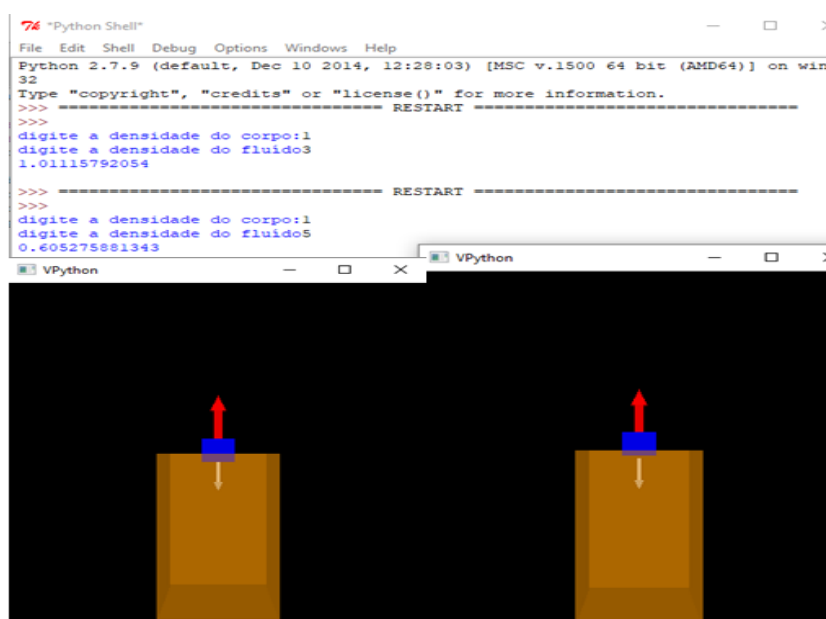 *Python Shell*
File Edit Shell Debug Options Windows Help
Python 2.7.9 (default, Dec 10 2014, 12:28:03) [MSC v.1500 64 bit (AMD64)] on win
32
Type "copyright", "credits" or "license()" for more information.
>>> ================================ RESTART ================================
>>>
digite a densidade do corpo:1
digite a densidade do fluído3
1.01115792054
>>> ================================ RESTART ================================
>>>
digite a densidade do corpo:1
digite a densidade do fluído5
0.605275881343
VPython
VPython